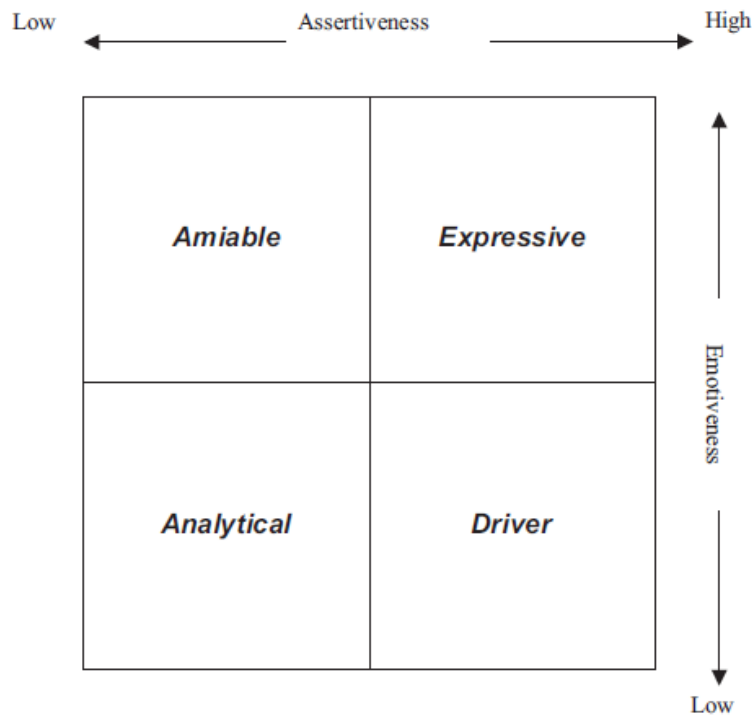 Low Assertiveness High
Amiable Expressive
Emotiveness
Analytical Driver
Low